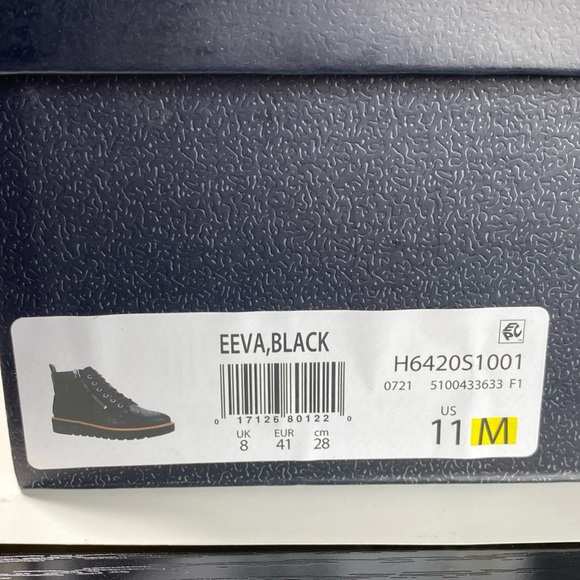 EEVA,BLACK
H6420S1001
0721 5100433633 F1
0 17126 80122 0
UK EUR cm
8 41 28
US
11 M